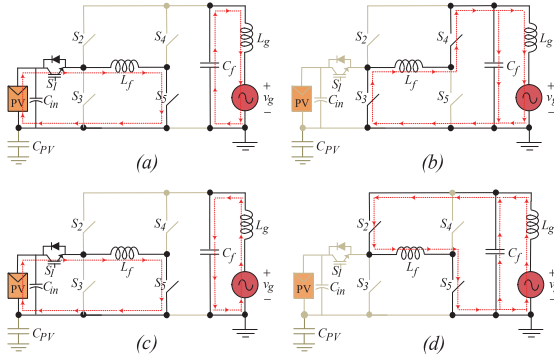 S2 S4 Lg
S1 Lf Cf
PV Cin S3 S5 + vg −
CPV
(a)
S2 S4 Lg
S1 Lf Cf
PV Cin S3 S5 + vg −
CPV
(b)
S2 S4 Lg
S1 Lf Cf
PV Cin S3 S5 + vg −
CPV
(c)
S2 S4 Lg
S1 Lf Cf
PV Cin S3 S5 + vg −
CPV
(d)